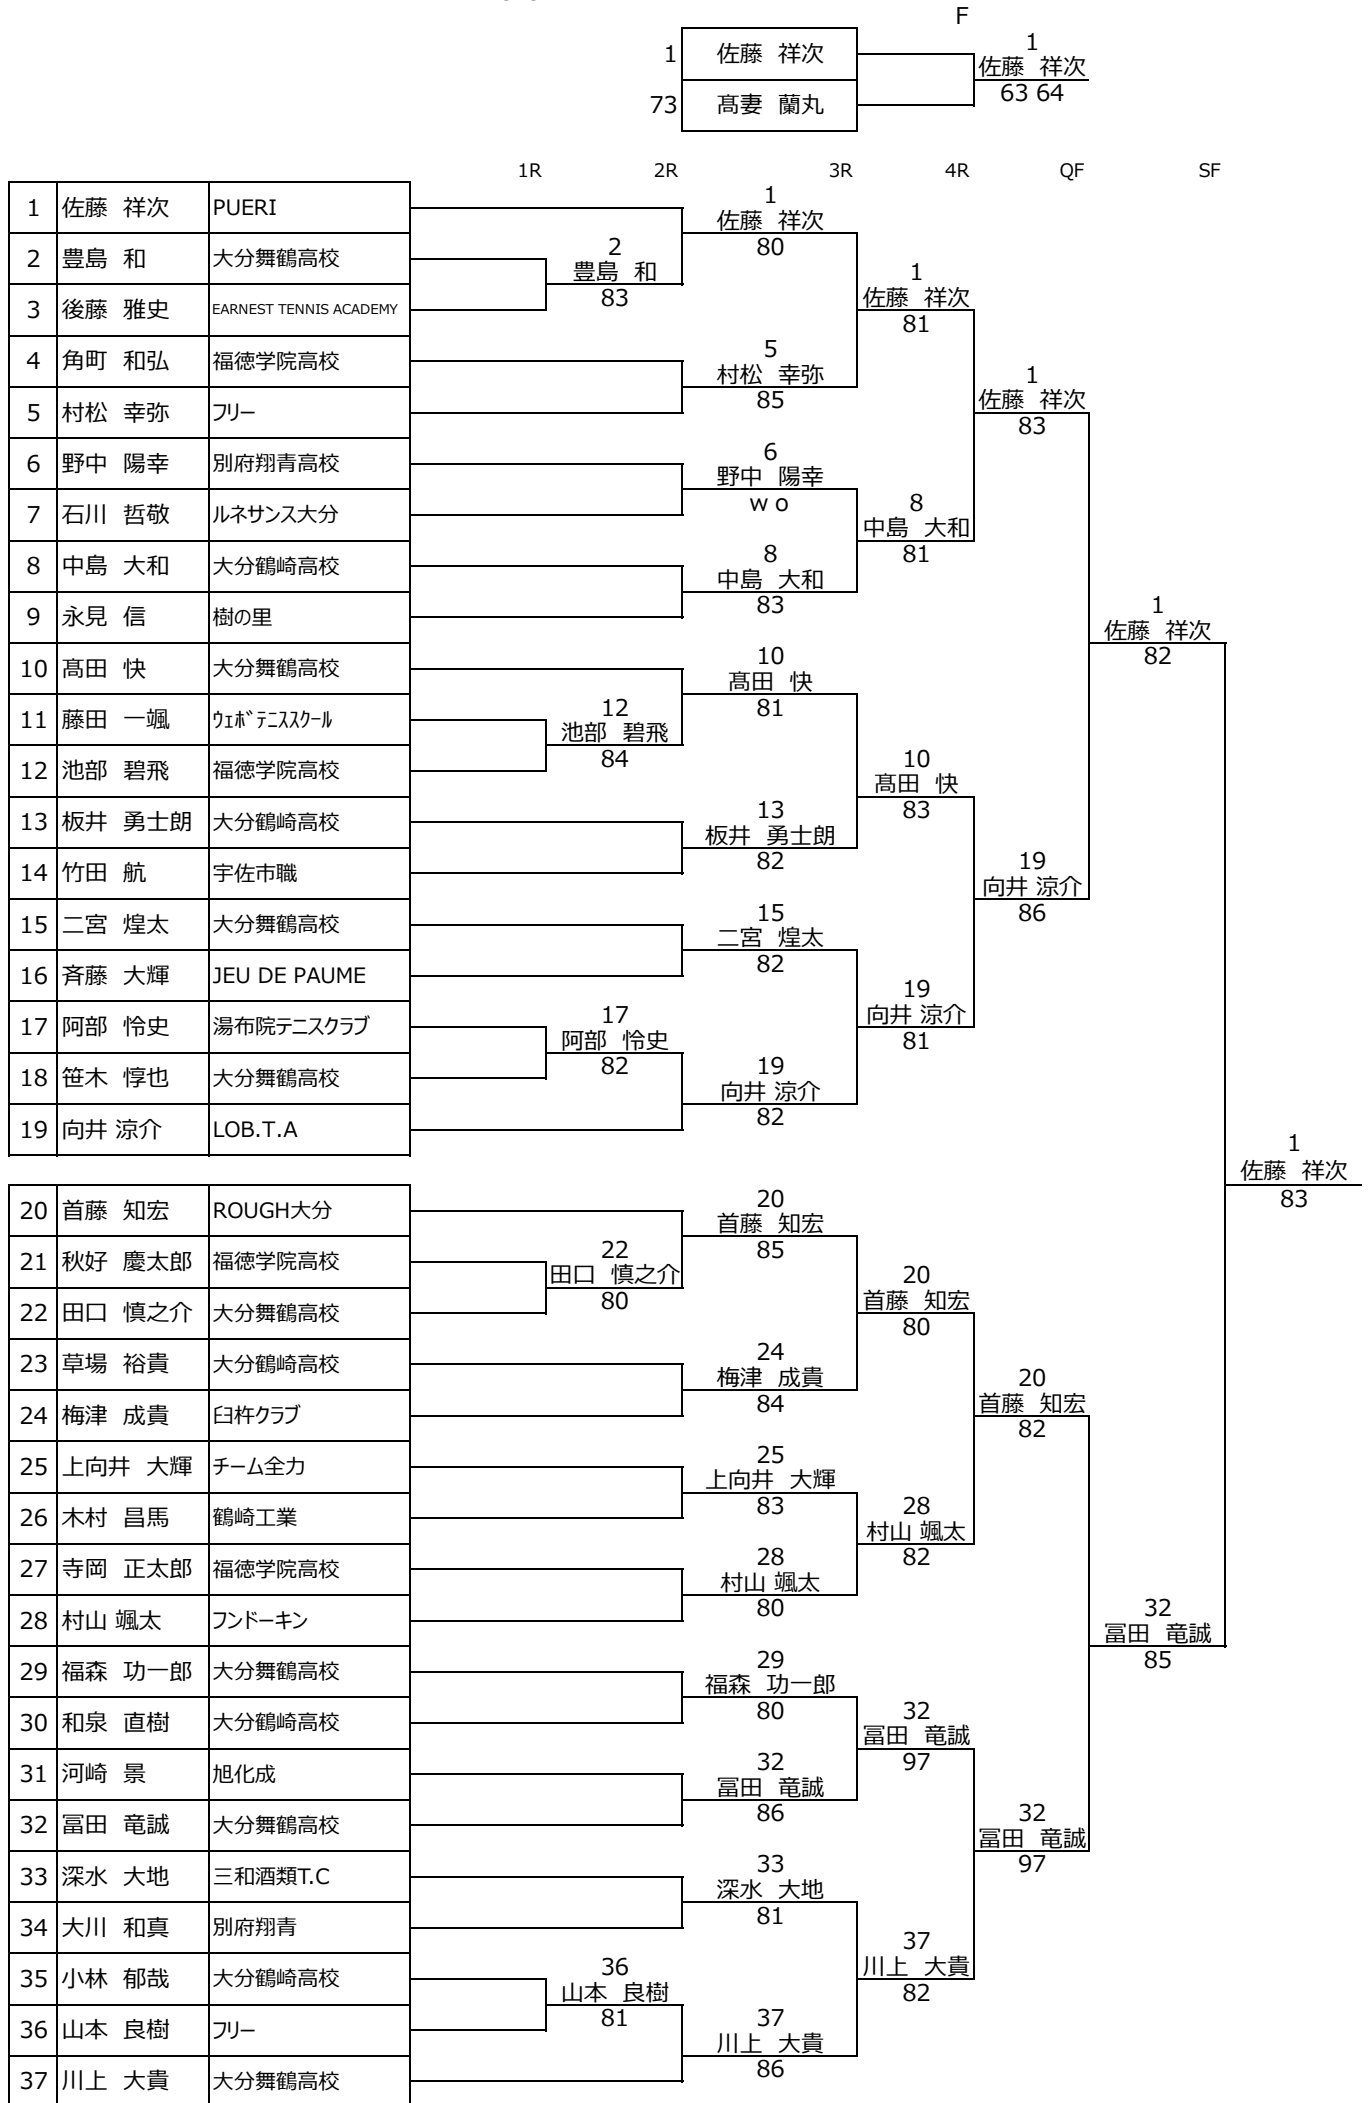 F
1 佐藤 祥次
73 髙妻 蘭丸
1
佐藤 祥次
63 64
1R 2R 3R 4R QF SF
1 佐藤 祥次 PUERI
2 豊島 和 大分舞鶴高校
3 後藤 雅史 EARNEST TENNIS ACADEMY
4 角町 和弘 福徳学院高校
5 村松 幸弥 フリー
6 野中 陽幸 別府翔青高校
7 石川 哲敬 ルネサンス大分
8 中島 大和 大分鶴崎高校
9 永見 信 樹の里
10 髙田 快 大分舞鶴高校
11 藤田 一颯 ウェボテニススクール
12 池部 碧飛 福徳学院高校
13 板井 勇士朗 大分鶴崎高校
14 竹田 航 宇佐市職
15 二宮 煌太 大分舞鶴高校
16 斉藤 大輝 JEU DE PAUME
17 阿部 怜史 湯布院テニスクラブ
18 笹木 惇也 大分舞鶴高校
19 向井 涼介 LOB.T.A
20 首藤 知宏 ROUGH大分
21 秋好 慶太郎 福徳学院高校
22 田口 慎之介 大分舞鶴高校
23 草場 裕貴 大分鶴崎高校
24 梅津 成貴 臼杵クラブ
25 上向井 大輝 チーム全力
26 木村 昌馬 鶴崎工業
27 寺岡 正太郎 福徳学院高校
28 村山 颯太 フンドーキン
29 福森 功一郎 大分舞鶴高校
30 和泉 直樹 大分鶴崎高校
31 河崎 景 旭化成
32 冨田 竜誠 大分舞鶴高校
33 深水 大地 三和酒類T.C
34 大川 和真 別府翔青
35 小林 郁哉 大分鶴崎高校
36 山本 良樹 フリー
37 川上 大貴 大分舞鶴高校
2
豊島 和
83
12
池部 碧飛
84
17
阿部 怜史
82
22
田口 慎之介
80
36
山本 良樹
81
1
佐藤 祥次
80
5
村松 幸弥
85
6
野中 陽幸
w o
8
中島 大和
83
10
髙田 快
81
13
板井 勇士朗
82
15
二宮 煌太
82
19
向井 涼介
82
20
首藤 知宏
85
24
梅津 成貴
84
25
上向井 大輝
83
28
村山 颯太
80
29
福森 功一郎
80
32
冨田 竜誠
86
33
深水 大地
81
37
川上 大貴
86
1
佐藤 祥次
81
8
中島 大和
81
10
髙田 快
83
19
向井 涼介
81
20
首藤 知宏
80
28
村山 颯太
82
32
冨田 竜誠
97
37
川上 大貴
82
1
佐藤 祥次
83
19
向井 涼介
86
20
首藤 知宏
82
32
冨田 竜誠
97
1
佐藤 祥次
82
32
冨田 竜誠
85
1
佐藤 祥次
83